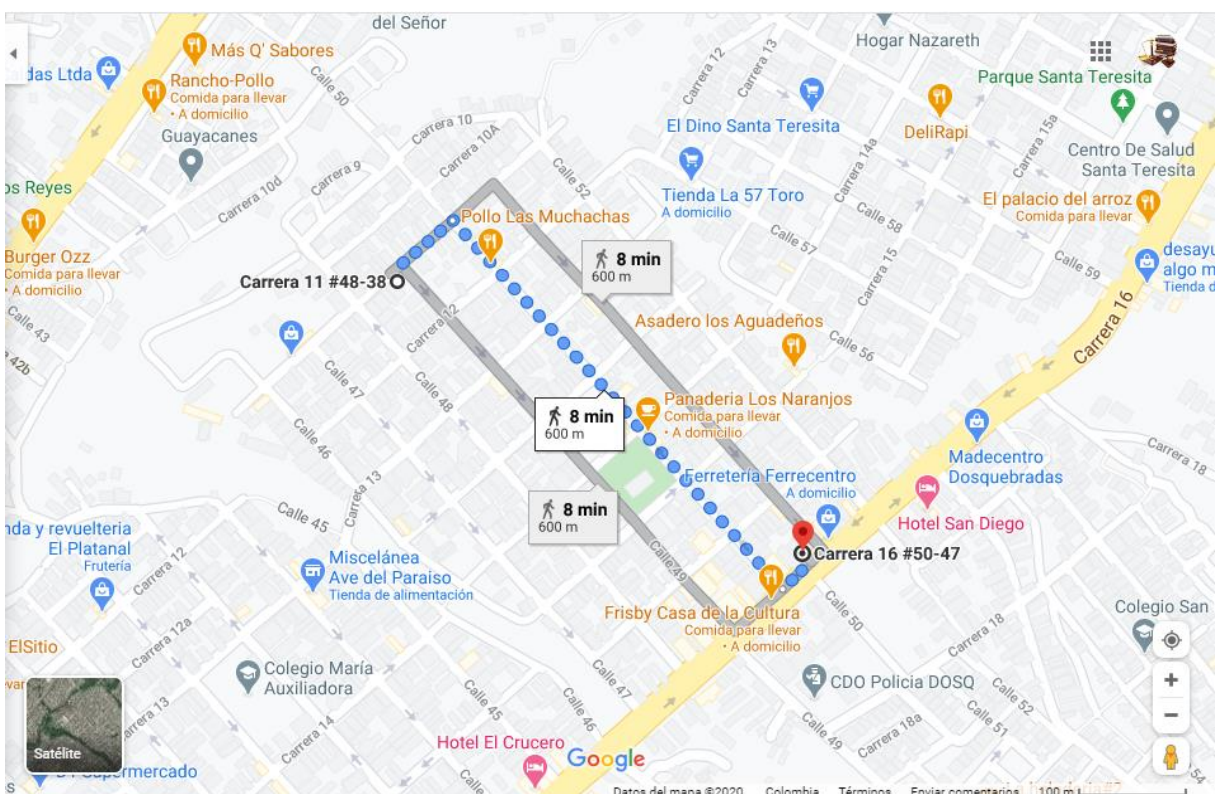 del Señor
Más Q' Sabores
das Ltda
Rancho-Pollo
Comida para llevar
• A domicilio
Guayacanes
Calle 50
Carrera 10
Carrera 10A
Carrera 9
Carrera 10d
Calle 52
Carrera 12
Carrera 13
Hogar Nazareth
Parque Santa Teresita
El Dino Santa Teresita
DeliRapi
Carrera 15a
Centro De Salud
Santa Teresita
Carrera 14a
Tienda La 57 Toro
A domicilio
El palacio del arroz
Comida para llevar
os Reyes
Burger Ozz
Comida para llevar
• A domicilio
Calle 43
42b
Pollo Las Muchachas
Calle 58
Calle 57
Carrera 15
Calle 59
desayu
algo m
Tienda d
8 min
600 m
Carrera 11 #48-38
Carrera 12
Asadero los Aguadeños
Calle 56
Carrera 16
Calle 47
Calle 48
Calle 46
8 min
600 m
Panaderia Los Naranjos
Comida para llevar
• A domicilio
Madecentro
Dosquebradas
Carrera 18
Carrera 13
Ferretería Ferrecentro
A domicilio
Hotel San Diego
8 min
600 m
Calle 45
nda y revueltería
El Platanal
Frutería
Carrera 12
Miscelánea
Ave del Paraiso
Tienda de alimentación
Calle 49
Carrera 16 #50-47
Frisby Casa de la Cultura
Comida para llevar
• A domicilio
Calle 50
Carrera 18
Colegio San
ElSitio
Carrera 12a
Colegio María
Auxiliadora
Calle 47
CDO Policia DOSQ
Calle 52
Calle 45
Calle 46
Carrera 13
Carrera 14
Calle 49
Carrera 18a
Calle 51
Satélite
D1 Supermercado
Hotel El Crucero
Google
Calle
54
Datos del mapa ©2020
Colombia
Términos
Enviar comentarios
100 m